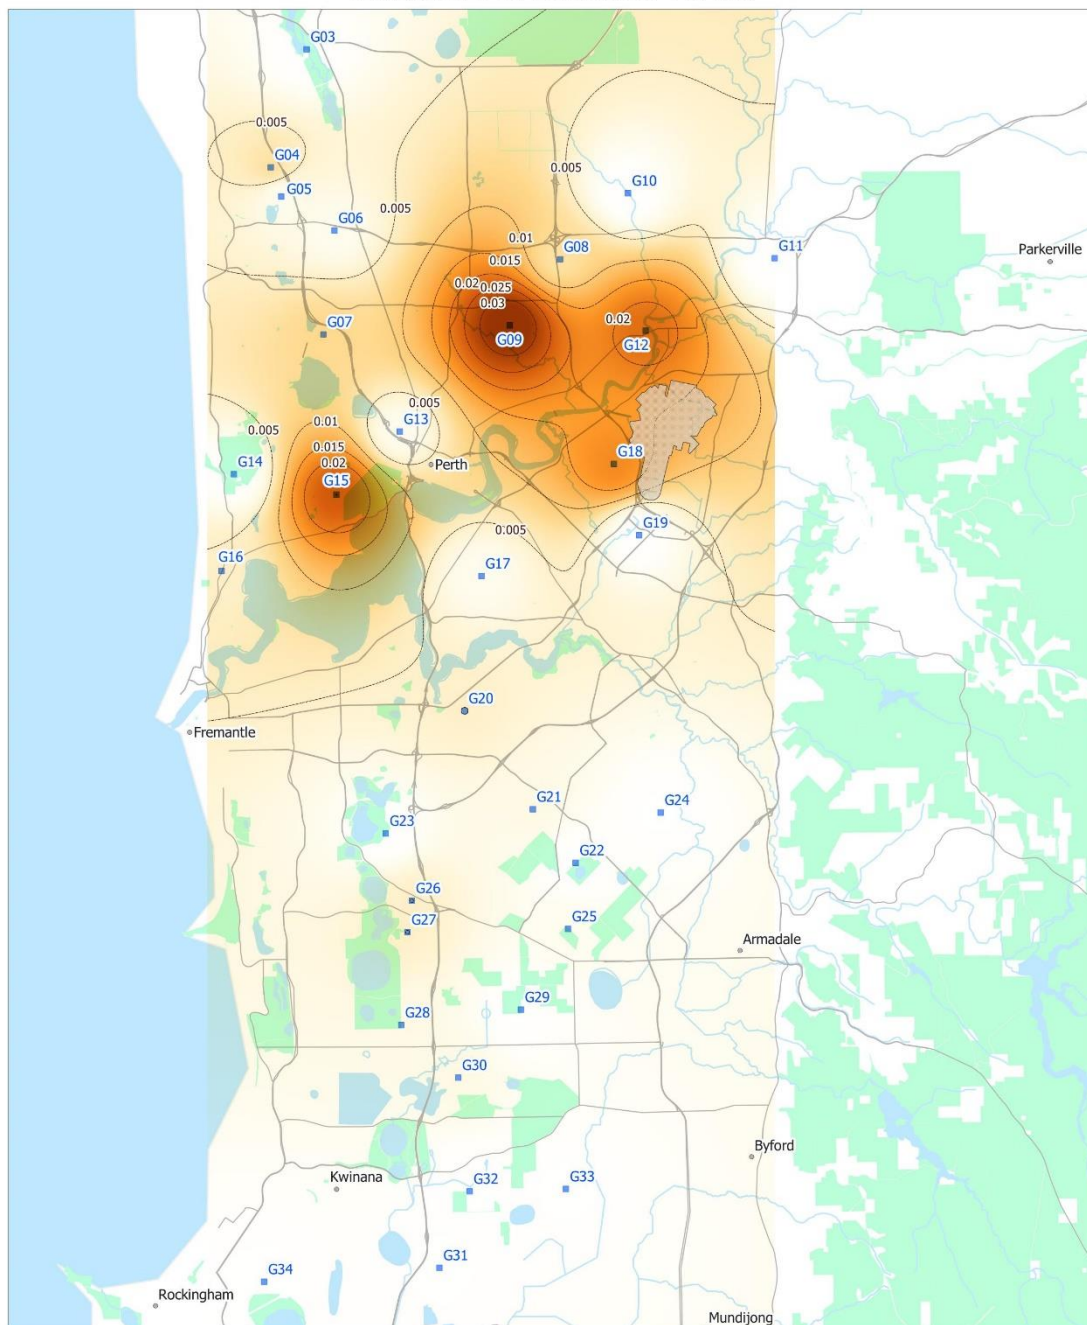 G03
0.005
G04
G05
0.005
G10
0.005
G06
0.01
G08
G11
Parkerville
0.015
0.02
0.025
0.03
0.02
G07
G09
G12
0.005
0.01
0.005
G13
0.015
0.02
Perth
G14
G18
G15
0.005
G19
G16
G17
G20
Fremantle
G21
G24
G23
G22
G26
G27
G25
Armadale
G29
G28
G30
Byford
Kwinana
G32
G33
G31
G34
Rockingham
Mundijong